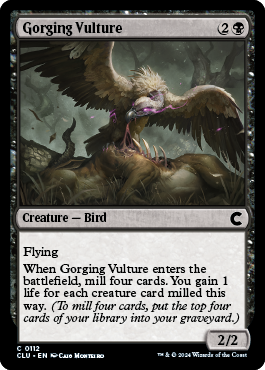 Gorging Vulture 2
Creature — Bird
Flying
When Gorging Vulture enters the
battlefield, mill four cards. You gain 1
life for each creature card milled this
way. (To mill four cards, put the top four
cards of your library into your graveyard.)
C 0112
2/2
CLU • EN Caio Monteiro
™ & © 2024 Wizards of the Coast